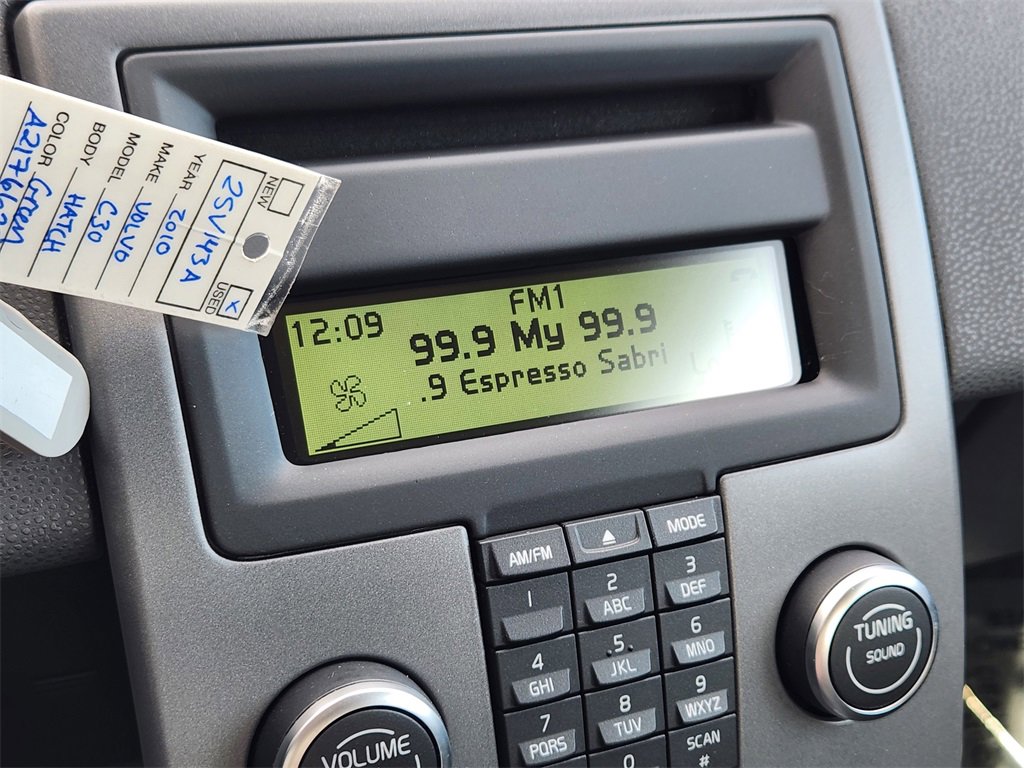 NEW
2SV143A
USED X
YEAR 2010
MAKE VOLVO
MODEL C30
BODY HATCH
COLOR Green
12:09
FM1
99.9 My 99.9
.9 Espresso Sabri
AM/FM
MODE
1
2
ABC
3
DEF
4
GHI
.5.
JKL
6
MNO
7
PQRS
8
TUV
9
WXYZ
0
SCAN
#
VOLUME
TUNING
SOUND